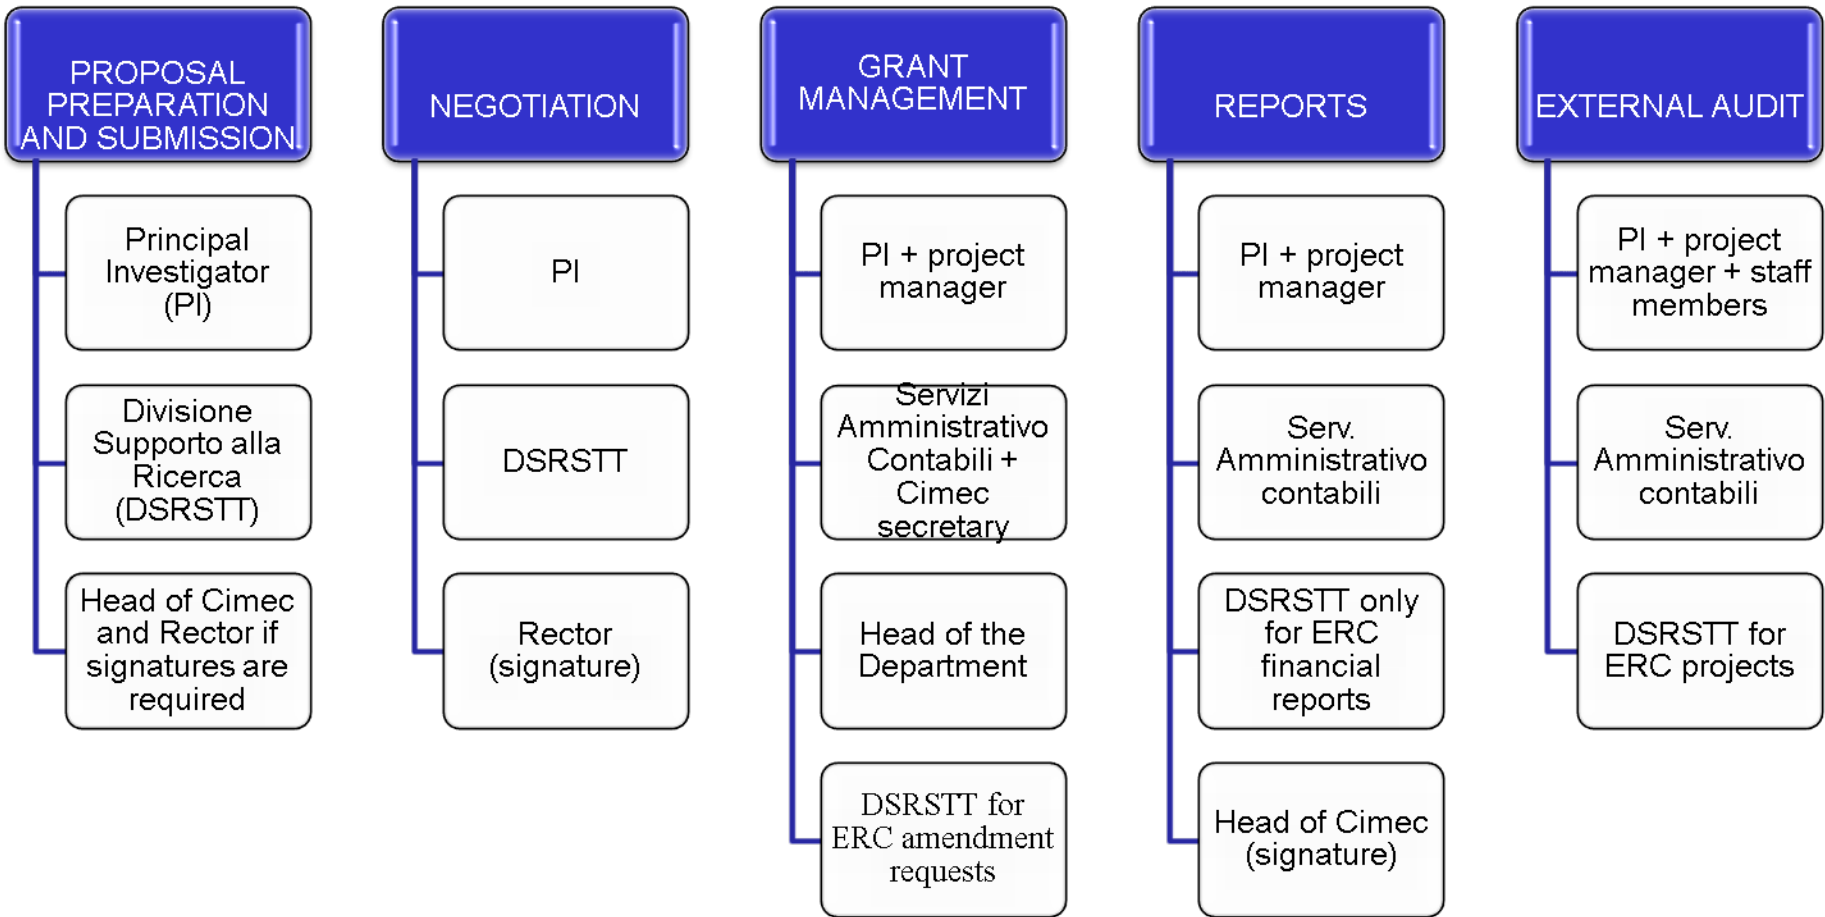 PROPOSAL
PREPARATION
AND SUBMISSION
Principal
Investigator
(PI)
Divisione
Supporto alla
Ricerca
(DSRSTT)
Head of Cimec
and Rector if
signatures are
required
NEGOTIATION
PI
DSRSTT
Rector
(signature)
GRANT
MANAGEMENT
PI + project
manager
Servizi
Amministrativo
Contabili +
Cimec
secretary
Head of the
Department
DSRSTT for
ERC amendment
requests
REPORTS
PI + project
manager
Serv.
Amministrativo
contabili
DSRSTT only
for ERC
financial
reports
Head of Cimec
(signature)
EXTERNAL AUDIT
PI + project
manager + staff
members
Serv.
Amministrativo
contabili
DSRSTT for
ERC projects